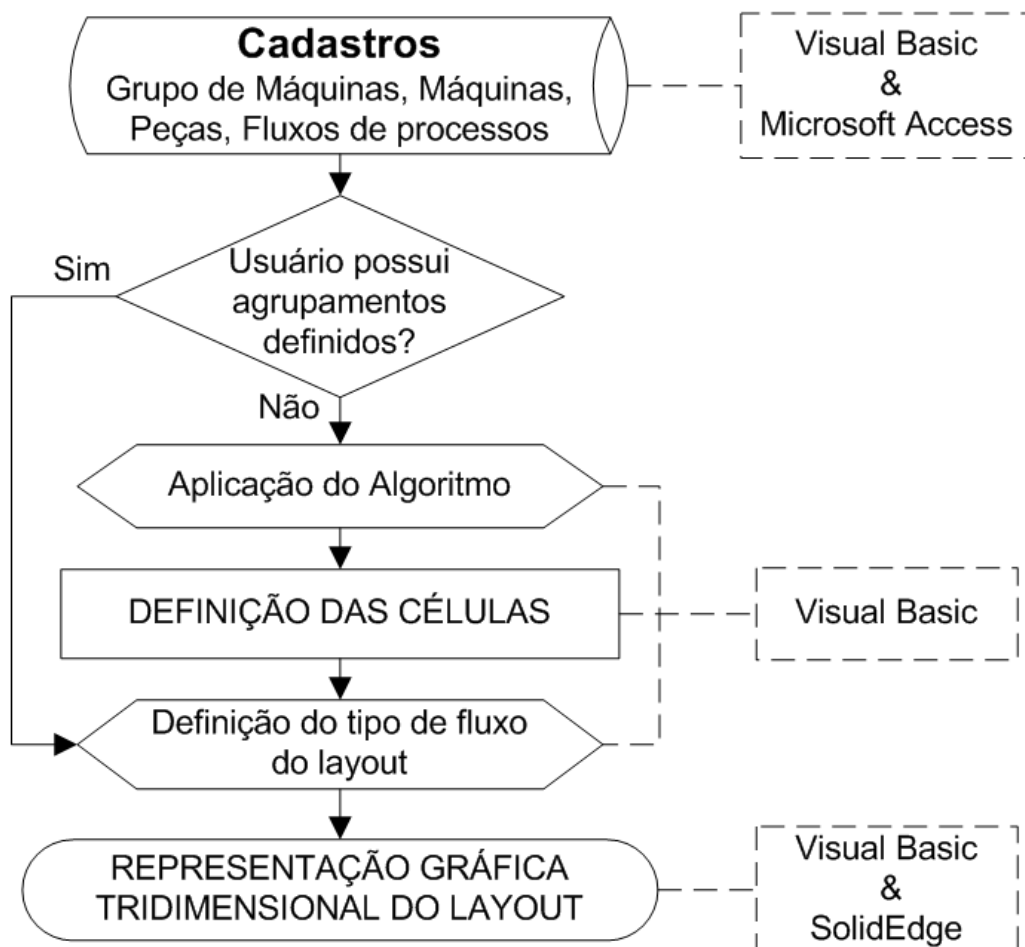 Cadastros
Grupo de Máquinas, Máquinas,
Peças, Fluxos de processos
Visual Basic
&
Microsoft Access
Sim
Usuário possui
agrupamentos
definidos?
Não
Aplicação do Algoritmo
DEFINIÇÃO DAS CÉLULAS
Visual Basic
Definição do tipo de fluxo
do layout
REPRESENTAÇÃO GRÁFICA
TRIDIMENSIONAL DO LAYOUT
Visual Basic
&
SolidEdge